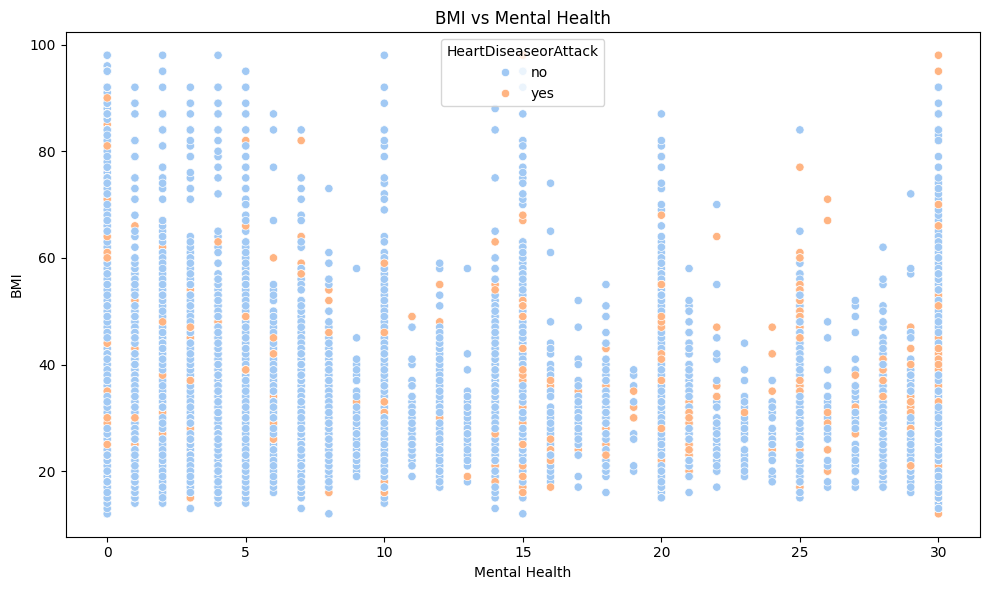 BMI vs Mental Health
HeartDiseaseorAttack
no
yes
BMI
100
80
60
40
20
0 5 10 15 20 25 30
Mental Health